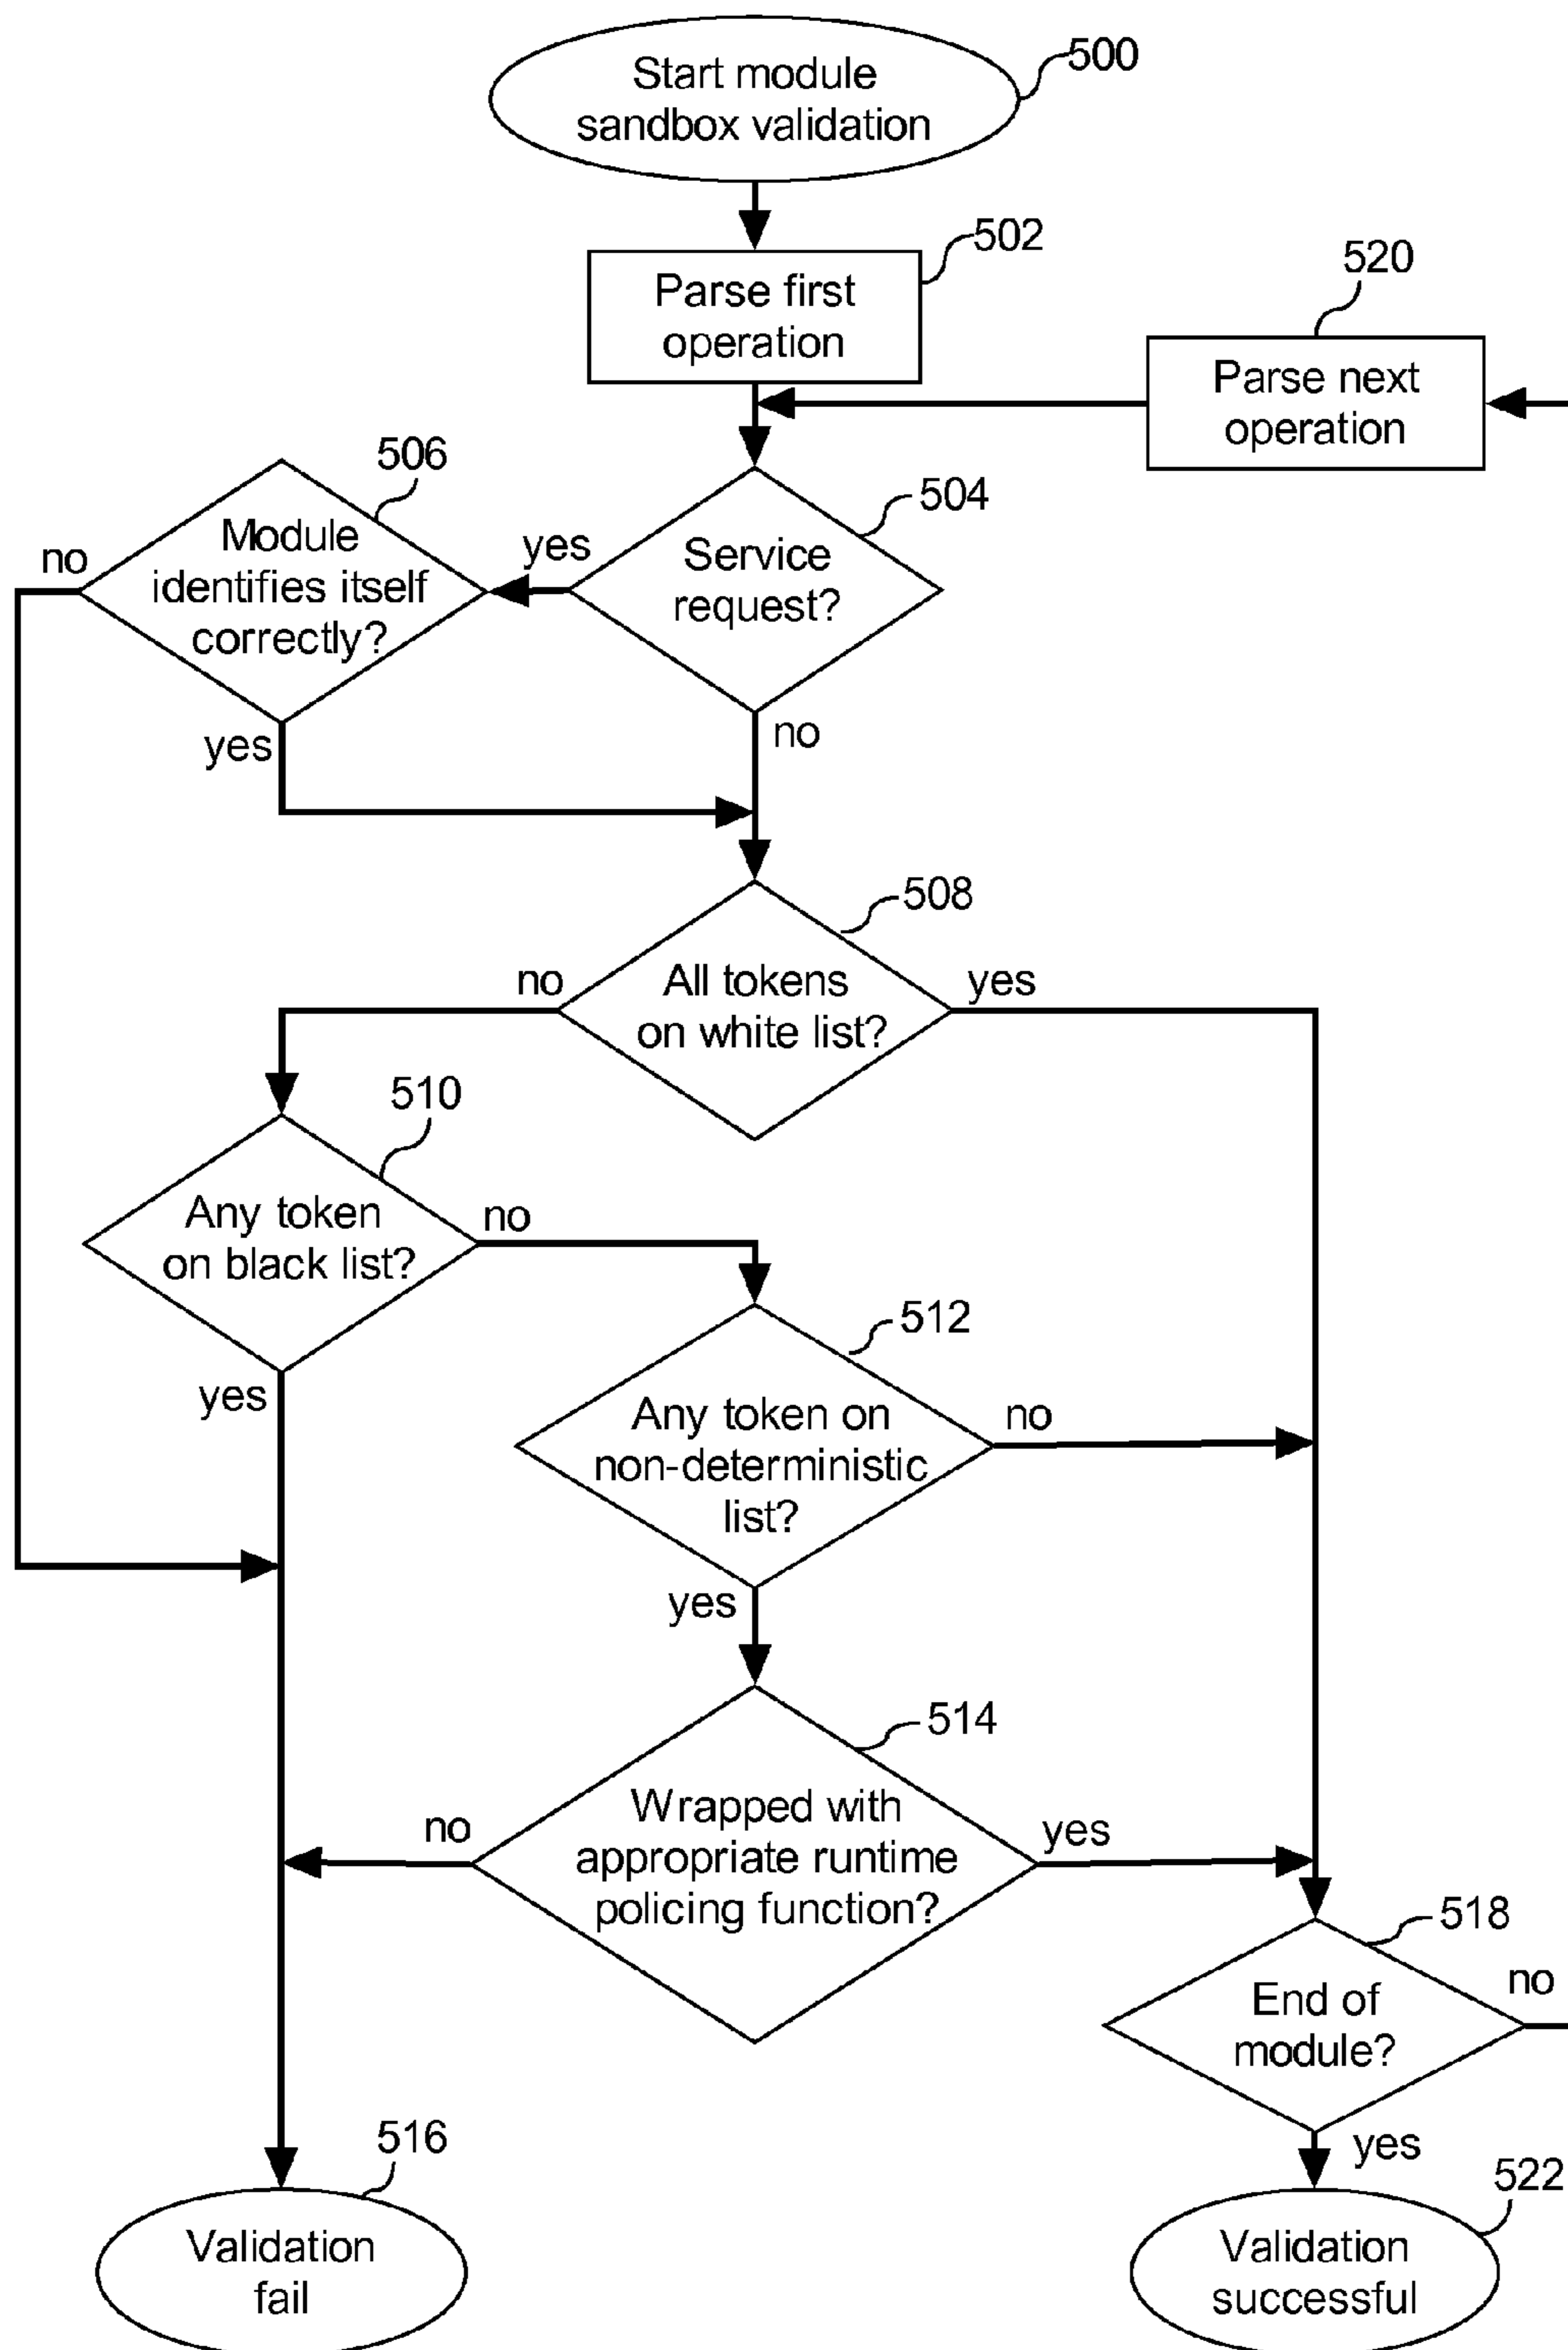 Start module
sandbox validation
500
Parse first
operation
502
520
Parse next
operation
506
Module
identifies itself
correctly?
no
yes
504
Service
request?
yes
no
508
All tokens
on white list?
no
yes
510
Any token
on black list?
no
yes
512
Any token on
non-deterministic
list?
no
yes
514
Wrapped with
appropriate runtime
policing function?
no
yes
518
End of
module?
no
yes
516
Validation
fail
522
Validation
successful